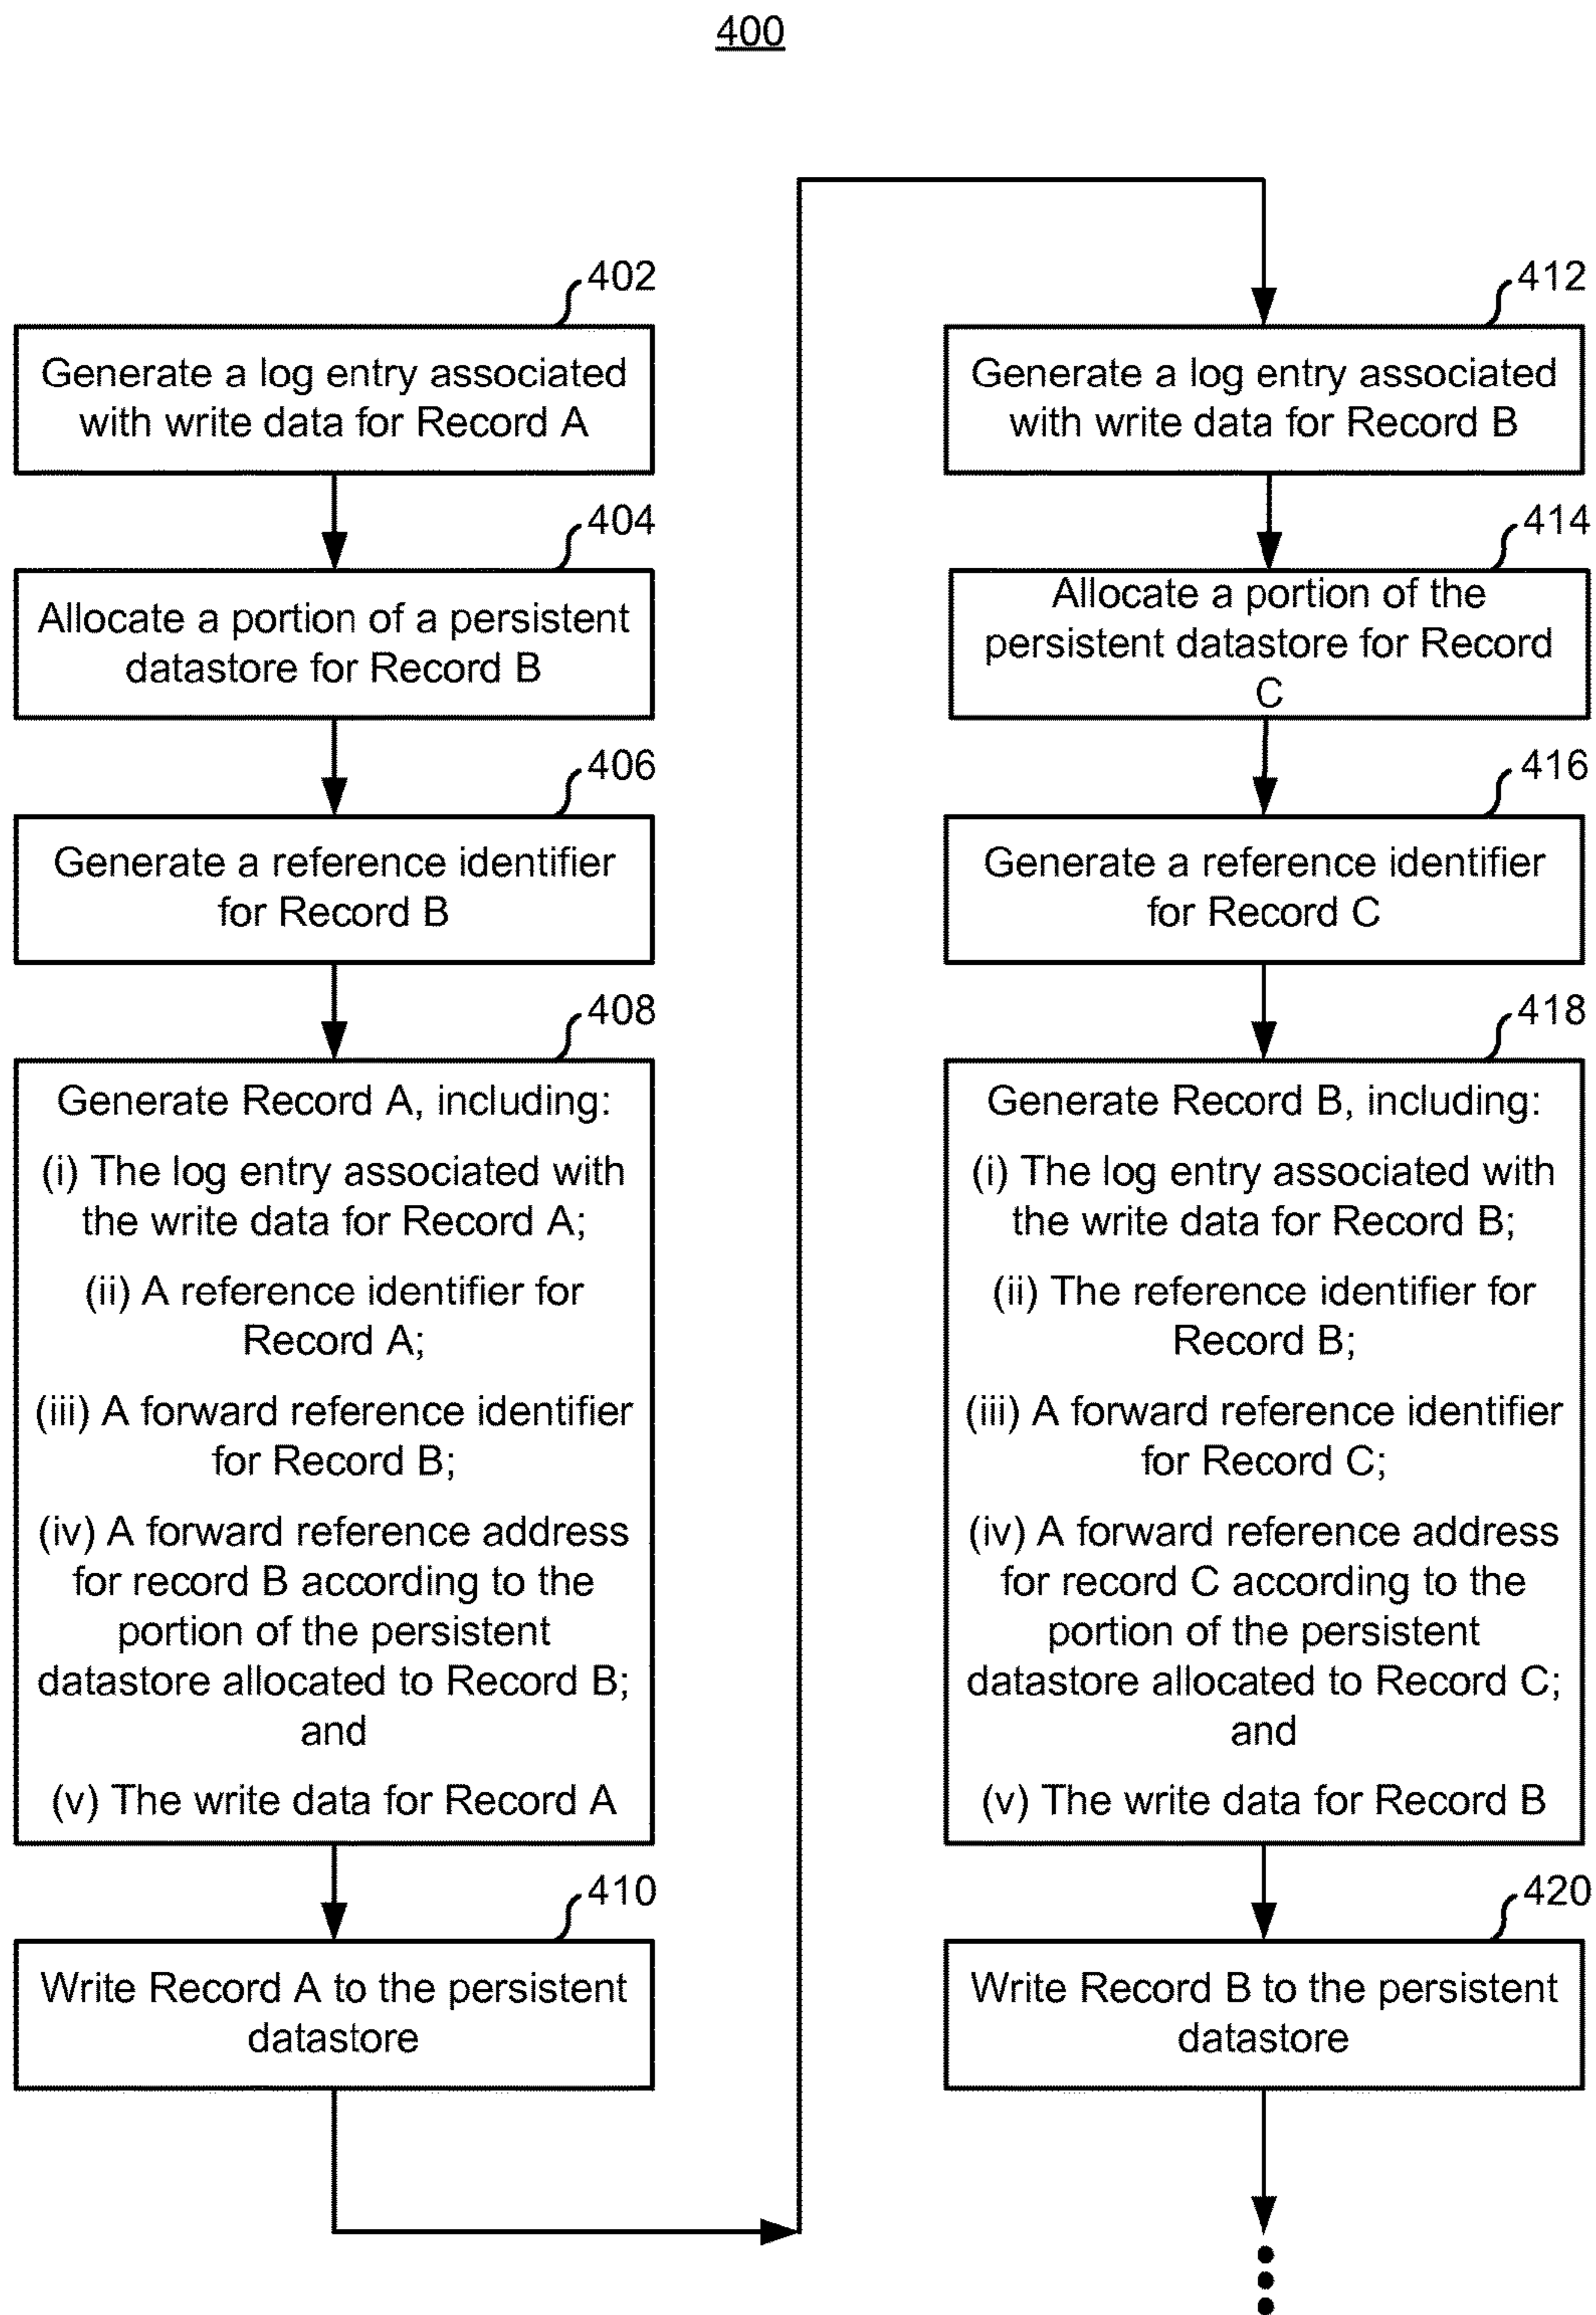 400
402
Generate a log entry associated
with write data for Record A
404
Allocate a portion of a persistent
datastore for Record B
406
Generate a reference identifier
for Record B
408
Generate Record A, including:
(i) The log entry associated with
the write data for Record A;
(ii) A reference identifier for
Record A;
(iii) A forward reference identifier
for Record B;
(iv) A forward reference address
for record B according to the
portion of the persistent
datastore allocated to Record B;
and
(v) The write data for Record A
410
Write Record A to the persistent
datastore
412
Generate a log entry associated
with write data for Record B
414
Allocate a portion of the
persistent datastore for Record
C
416
Generate a reference identifier
for Record C
418
Generate Record B, including:
(i) The log entry associated with
the write data for Record B;
(ii) The reference identifier for
Record B;
(iii) A forward reference identifier
for Record C;
(iv) A forward reference address
for record C according to the
portion of the persistent
datastore allocated to Record C;
and
(v) The write data for Record B
420
Write Record B to the persistent
datastore